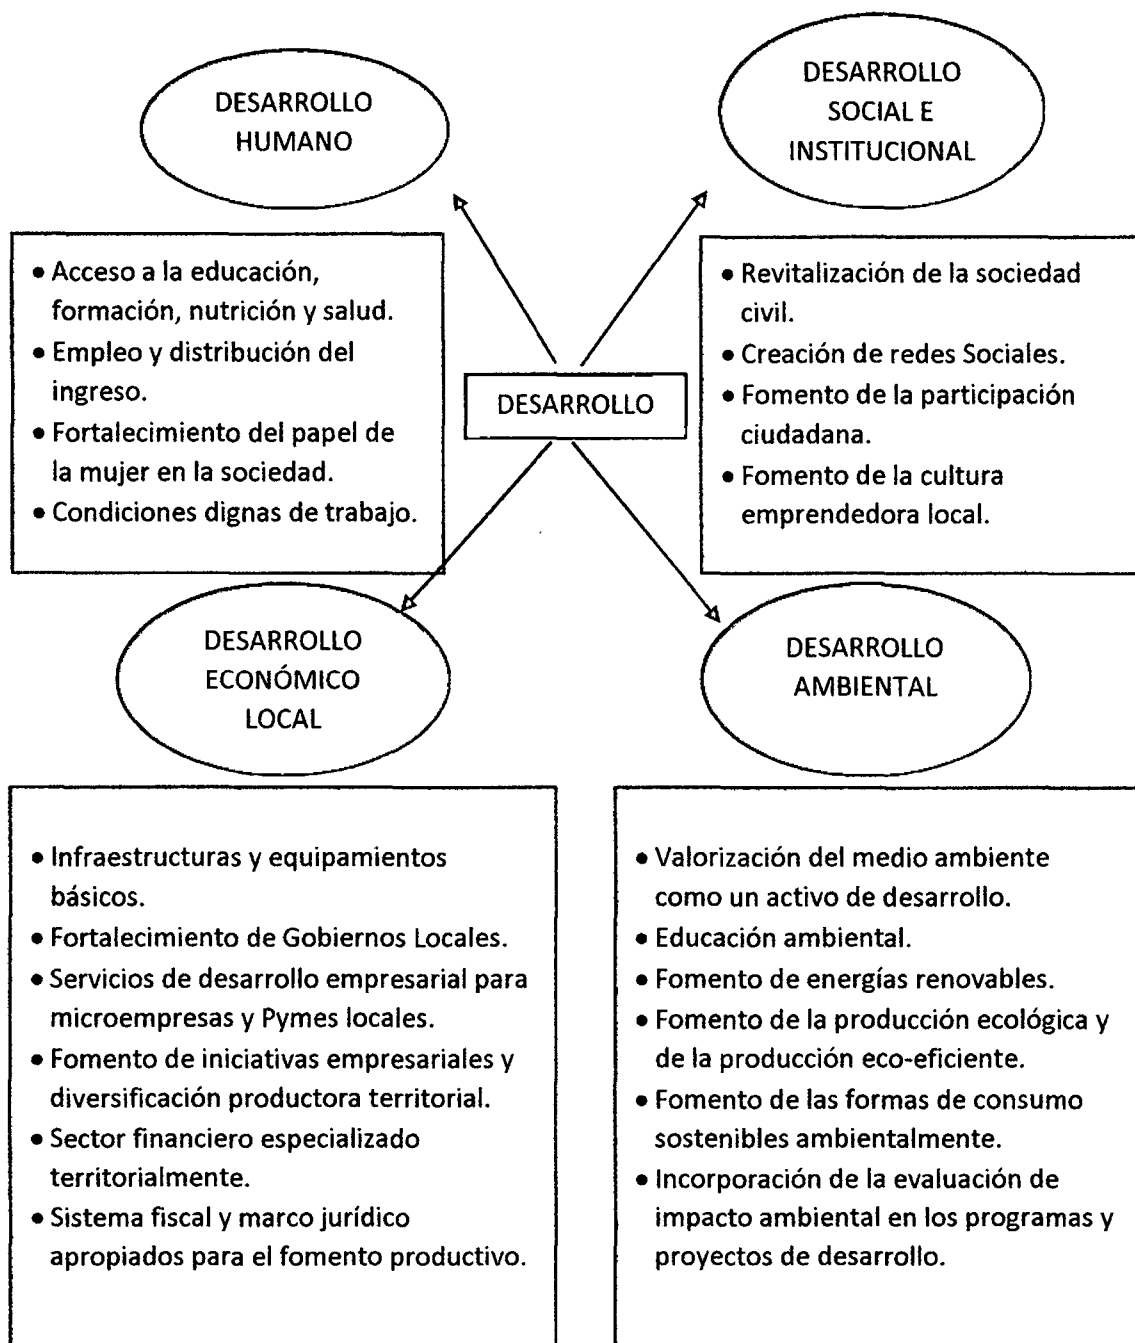 DESARROLLO
HUMANO
DESARROLLO
SOCIAL E
INSTITUCIONAL
• Acceso a la educación,
formación, nutrición y salud.
• Empleo y distribución del
ingreso.
• Fortalecimiento del papel de
la mujer en la sociedad.
• Condiciones dignas de trabajo.
DESARROLLO
• Revitalización de la sociedad
civil.
• Creación de redes Sociales.
• Fomento de la participación
ciudadana.
• Fomento de la cultura
emprendedora local.
DESARROLLO
ECONÓMICO
LOCAL
DESARROLLO
AMBIENTAL
• Infraestructuras y equipamientos
básicos.
• Fortalecimiento de Gobiernos Locales.
• Servicios de desarrollo empresarial para
microempresas y Pymes locales.
• Fomento de iniciativas empresariales y
diversificación productora territorial.
• Sector financiero especializado
territorialmente.
• Sistema fiscal y marco jurídico
apropiados para el fomento productivo.
• Valorización del medio ambiente
como un activo de desarrollo.
• Educación ambiental.
• Fomento de energías renovables.
• Fomento de la producción ecológica y
de la producción eco-eficiente.
• Fomento de las formas de consumo
sostenibles ambientalmente.
• Incorporación de la evaluación de
impacto ambiental en los programas y
proyectos de desarrollo.